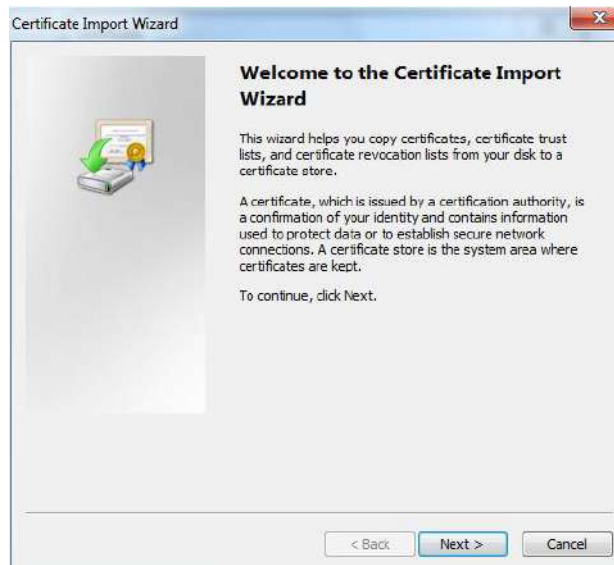 Certificate Import Wizard
Welcome to the Certificate Import
Wizard
This wizard helps you copy certificates, certificate trust
lists, and certificate revocation lists from your disk to a
certificate store.
A certificate, which is issued by a certification authority, is
a confirmation of your identity and contains information
used to protect data or to establish secure network
connections. A certificate store is the system area where
certificates are kept.
To continue, click Next.
< Back Next > Cancel